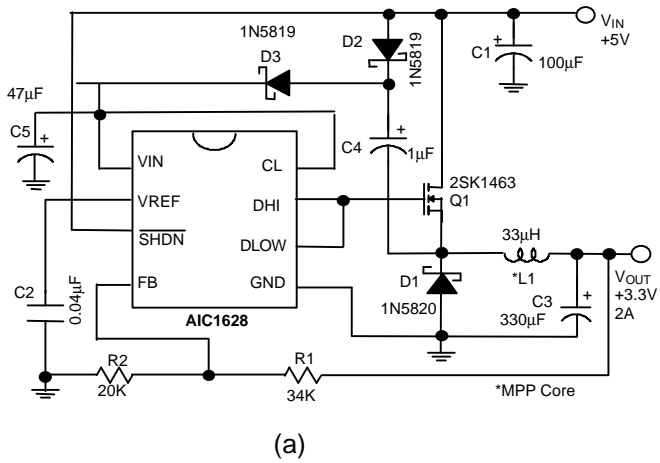 1N5819
D2
1N5819
V_IN
+5V
D3
C1
+
100µF
47µF
C5
+
C4
+
1µF
VIN
CL
VREF
DHI
SHDN
DLOW
FB
GND
AIC1628
2SK1463
Q1
33µH
*L1
V_OUT
+3.3V
2A
D1
1N5820
C3
+
330µF
C2
0.04µF
R2
20K
R1
34K
*MPP Core
(a)